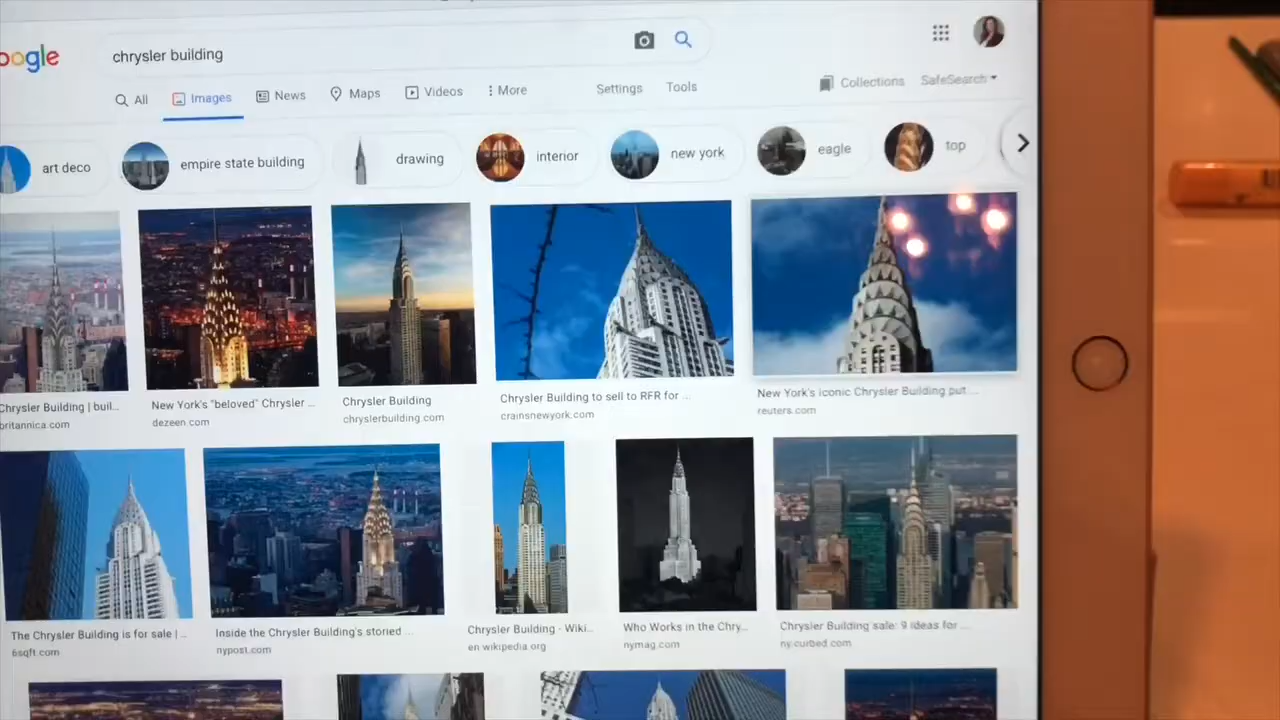 oogle
chrysler building
All Images News Maps Videos More Settings Tools Collections SafeSearch
art deco empire state building drawing interior new york eagle top
Chrysler Building | buil...
britannica.com
New York's "beloved" Chrysler ...
dezeen.com
Chrysler Building
chryslerbuilding.com
Chrysler Building to sell to RFR for ...
crainsnewyork.com
New York's iconic Chrysler Building put ...
reuters.com
The Chrysler Building is for sale | ..
6sqft.com
Inside the Chrysler Building's storied ...
nypost.com
Chrysler Building - Wiki...
en.wikipedia.org
Who Works in the Chry...
nymag.com
Chrysler Building sale: 9 ideas for ...
ny.curbed.com